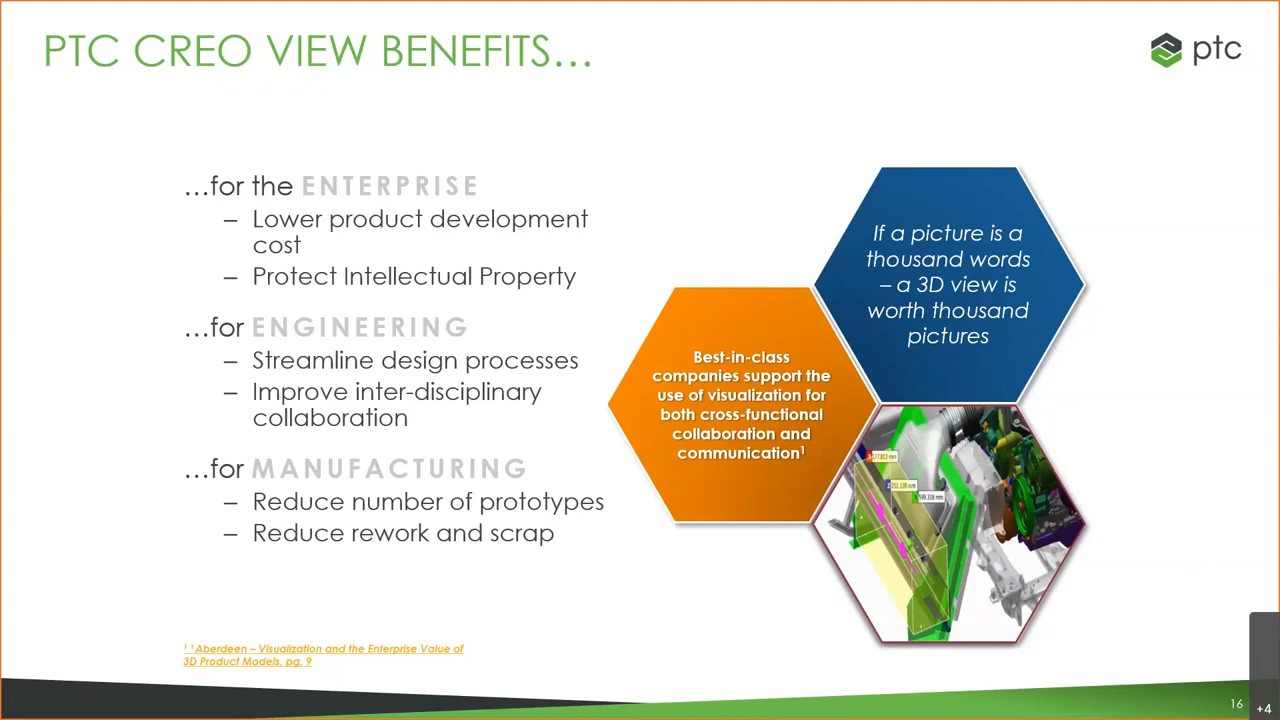 PTC CREO VIEW BENEFITS...
ptc
...for the ENTERPRISE
– Lower product development
cost
– Protect Intellectual Property
...for ENGINEERING
– Streamline design processes
– Improve inter-disciplinary
collaboration
...for MANUFACTURING
– Reduce number of prototypes
– Reduce rework and scrap
If a picture is a
thousand words
– a 3D view is
worth thousand
pictures
Best-in-class
companies support the
use of visualization for
both cross-functional
collaboration and
communication¹
¹ ¹ Aberdeen – Visualization and the Enterprise Value of
3D Product Models, pg. 9
16
+4